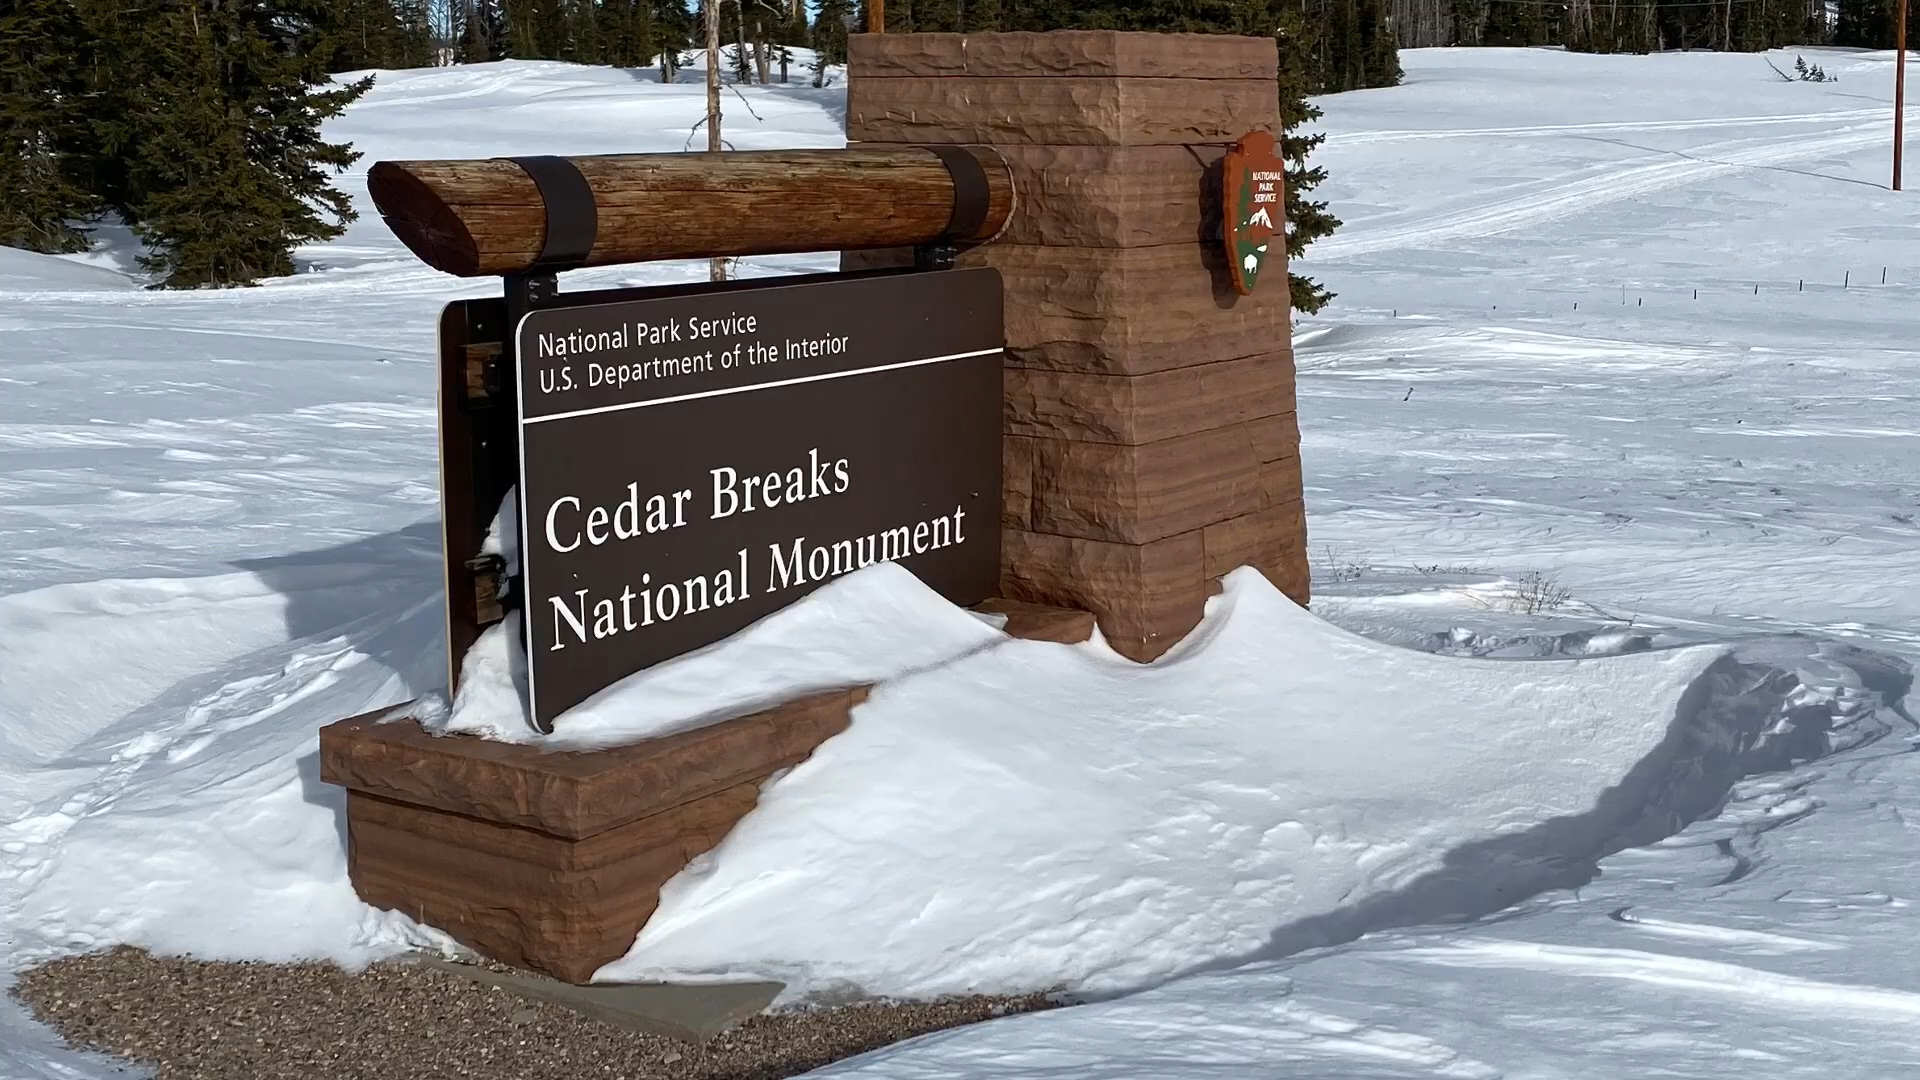 National Park Service
U.S. Department of the Interior
Cedar Breaks
National Monument
NATIONAL
PARK
SERVICE